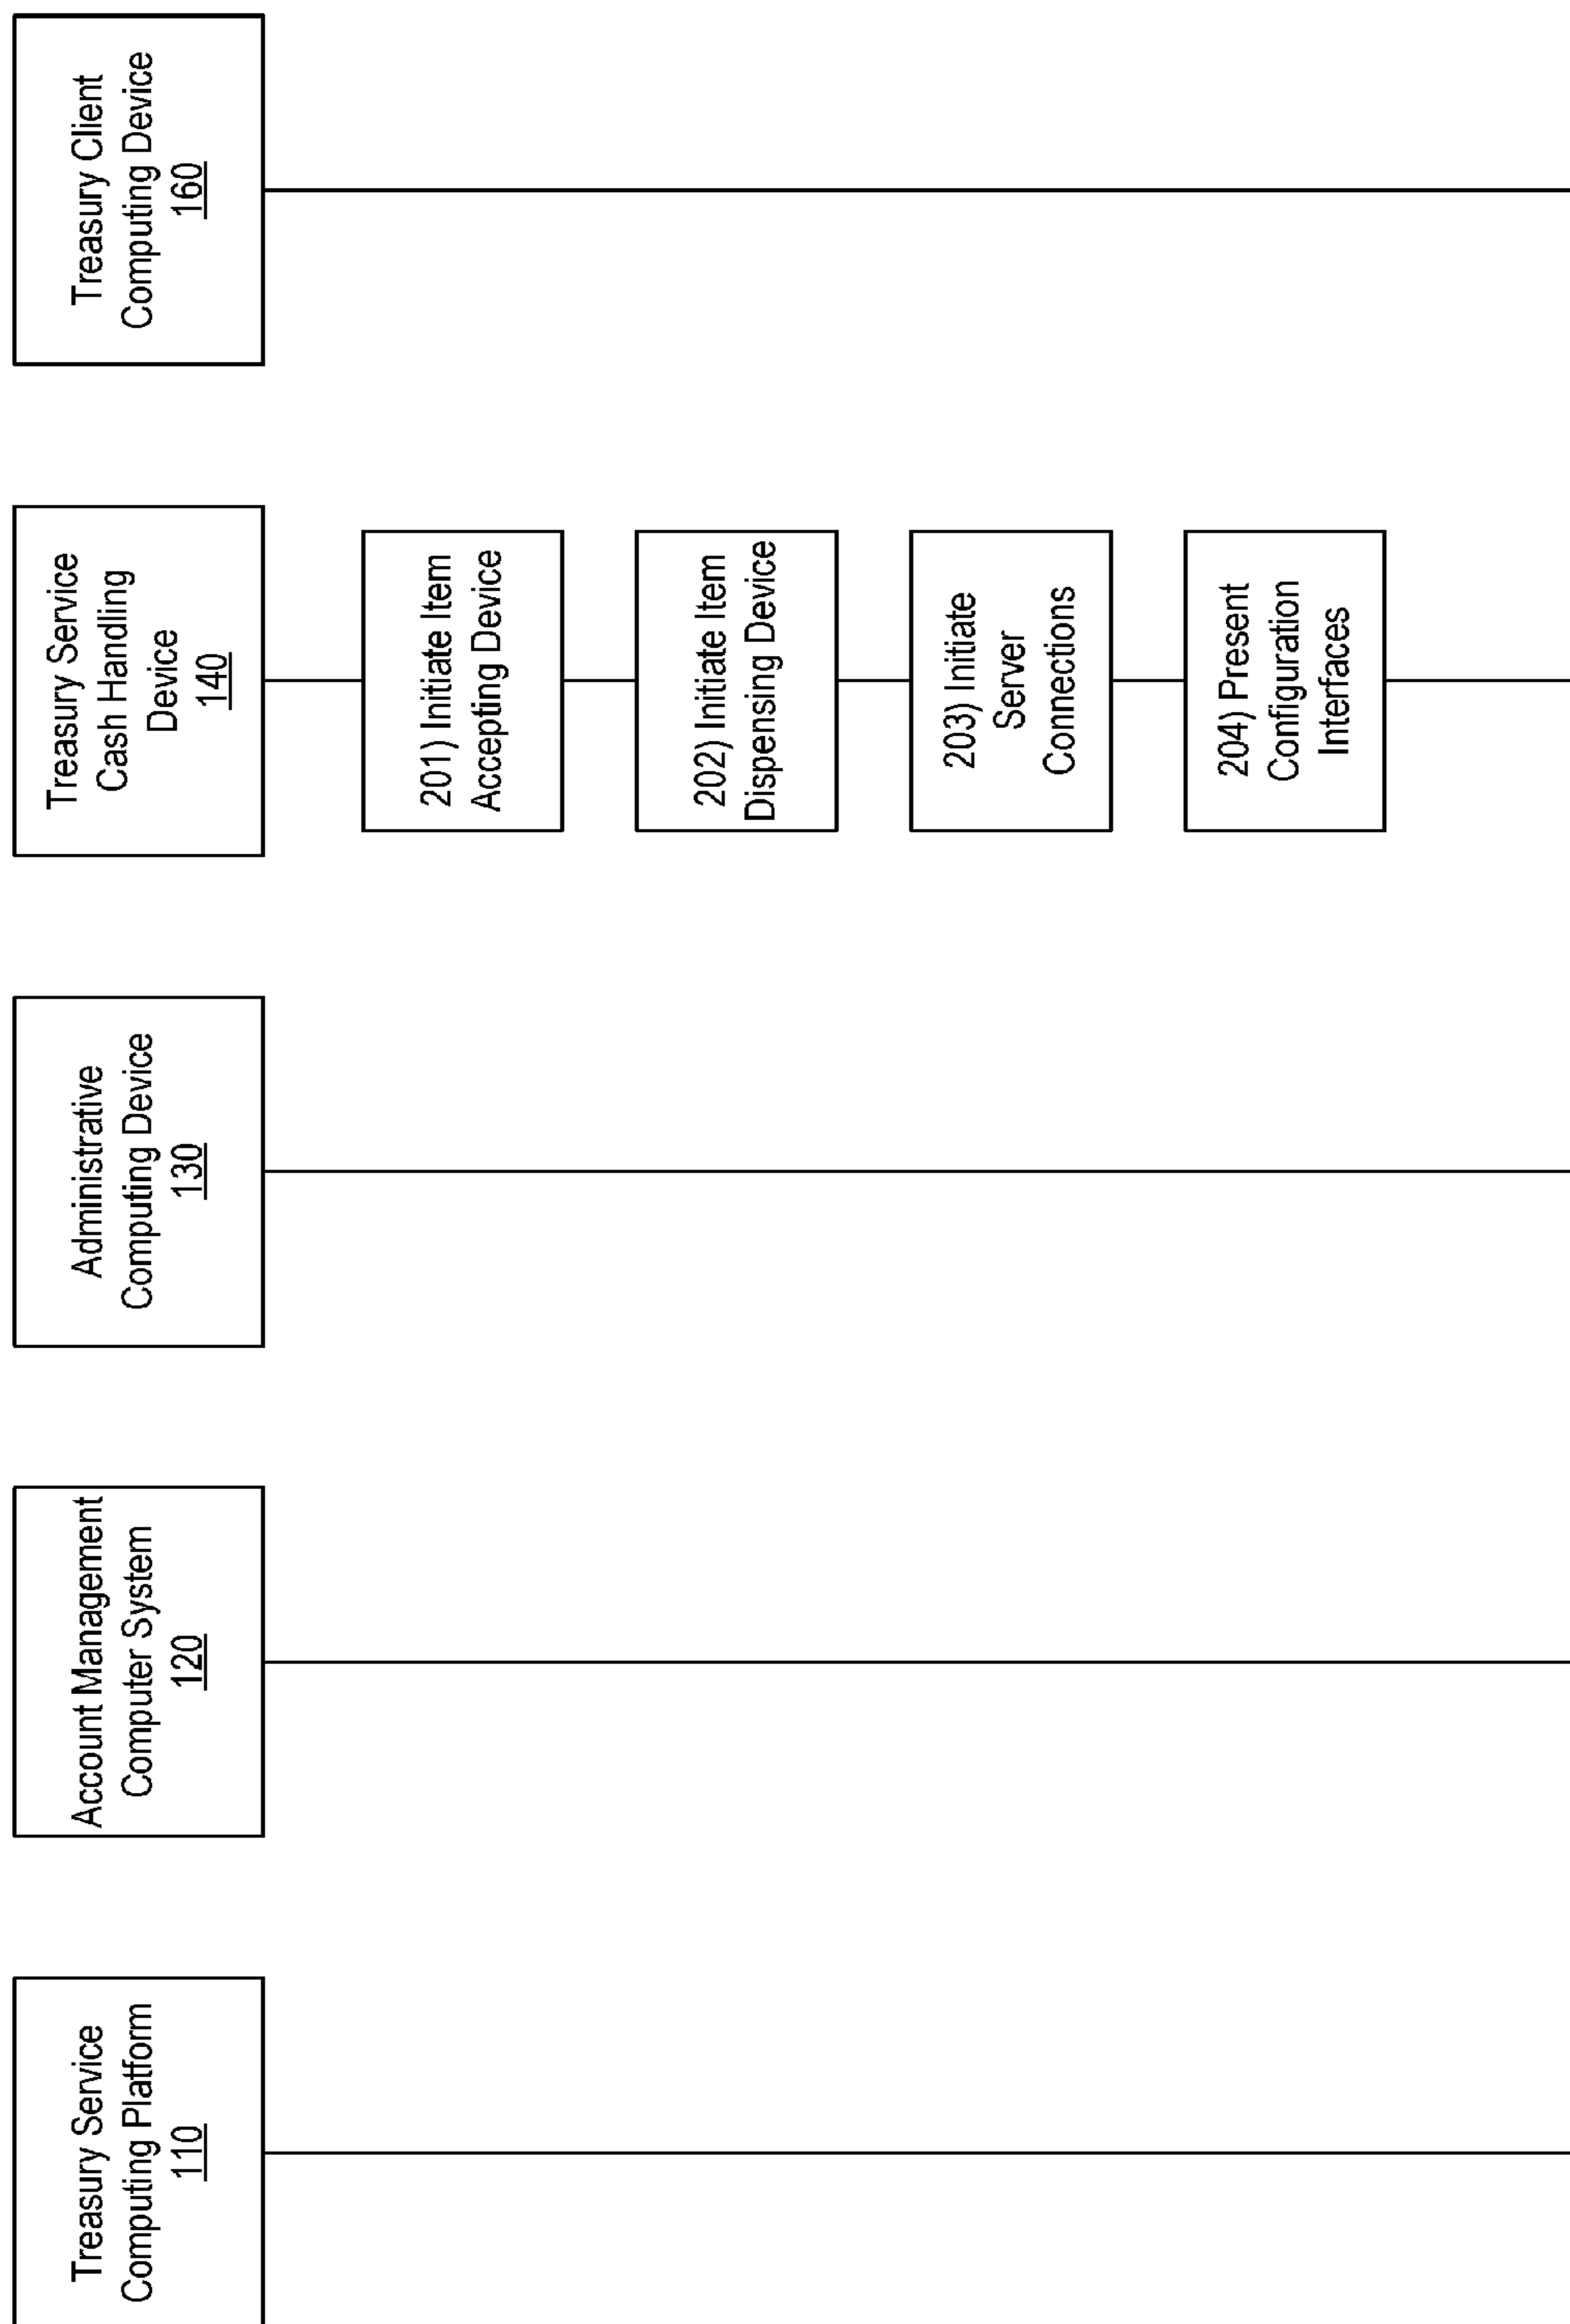 Treasury Service
Computing Platform
110
Account Management
Computer System
120
Administrative
Computing Device
130
Treasury Service
Cash Handling
Device
140
Treasury Client
Computing Device
160
201) Initiate Item
Accepting Device
202) Initiate Item
Dispensing Device
203) Initiate
Server
Connections
204) Present
Configuration
Interfaces